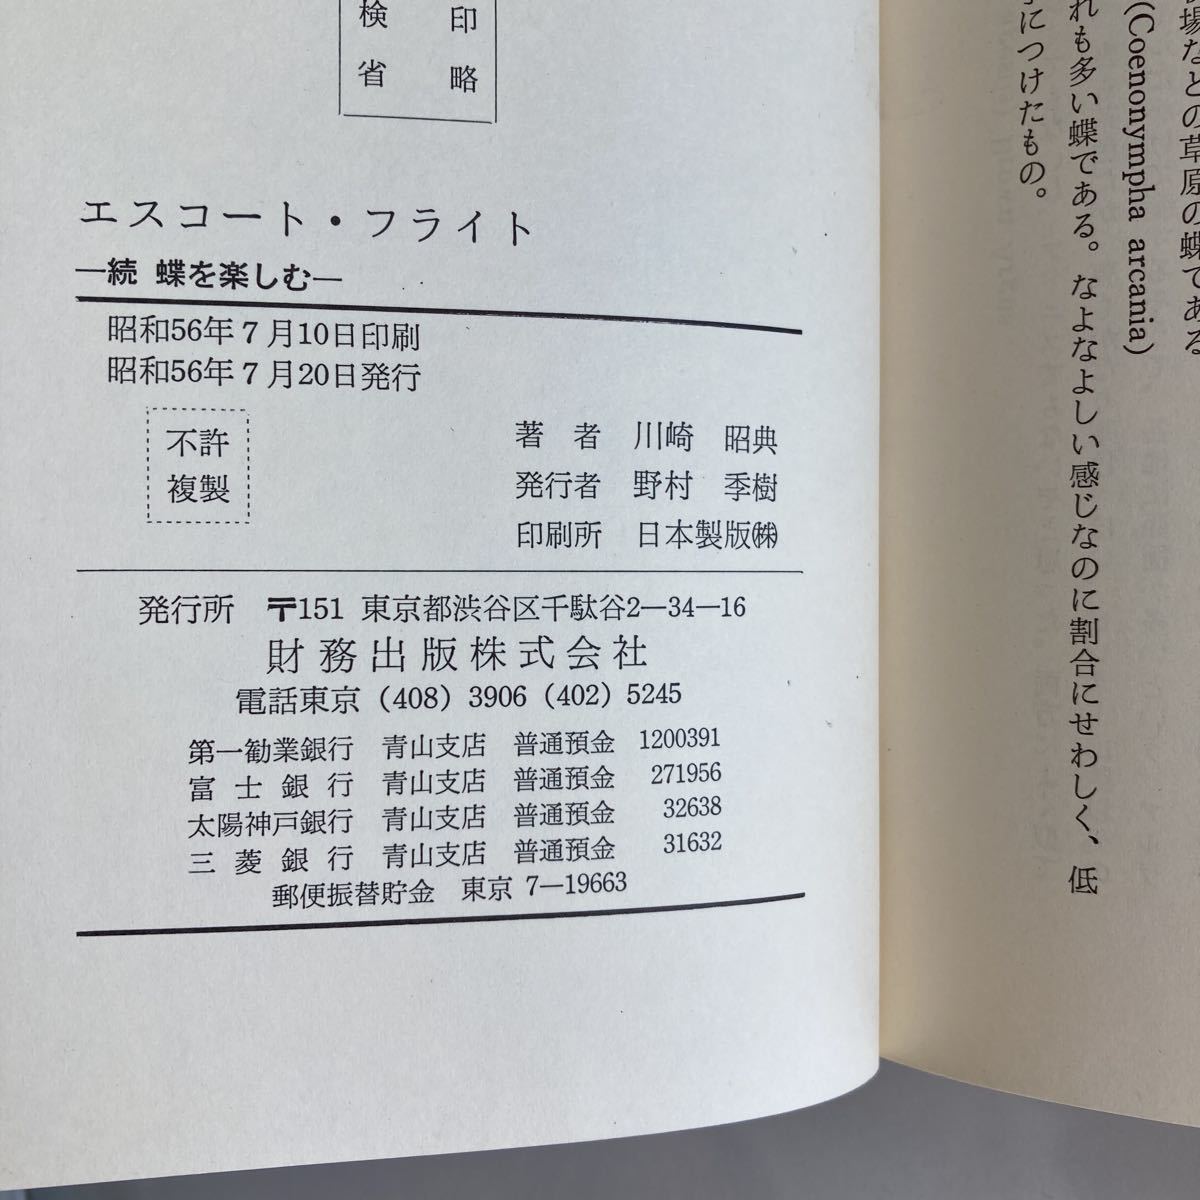 場などの草原の蝶である
(Coenonympha arcania)
れも多い蝶である。なよなよしい感じなのに割合にせわしく、低
につけたもの。
検印
省略
エスコート・フライト
―続 蝶を楽しむ―
昭和56年7月10日印刷
昭和56年7月20日発行
不許
複製
著者 川崎 昭典
発行者 野村 季樹
印刷所 日本製版㈱
発行所 〒151 東京都渋谷区千駄谷2―34―16
財務出版株式会社
電話東京 (408) 3906 (402) 5245
第一勧業銀行 青山支店 普通預金 1200391
富士銀行 青山支店 普通預金 271956
太陽神戸銀行 青山支店 普通預金 32638
三菱銀行 青山支店 普通預金 31632
郵便振替貯金 東京 7―19663